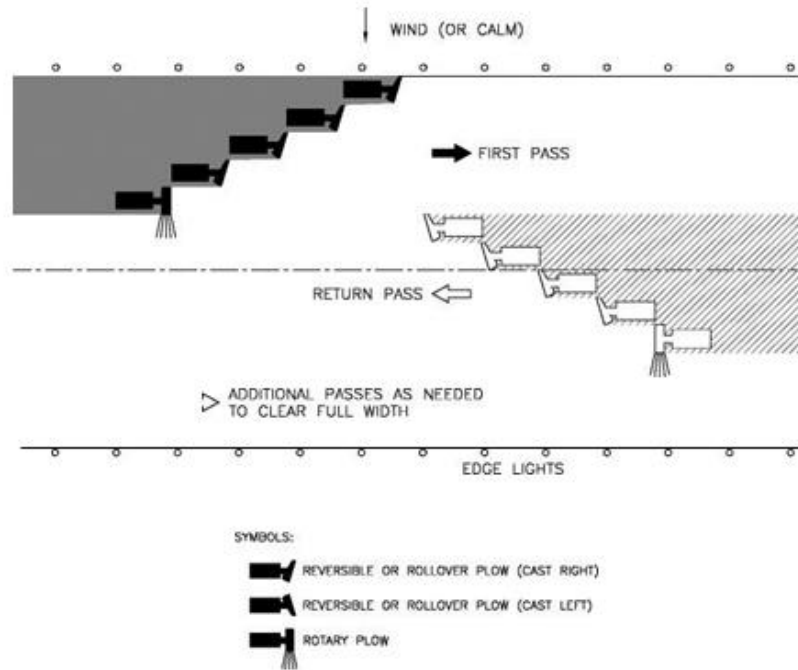 WIND (OR CALM)
FIRST PASS
RETURN PASS
ADDITIONAL PASSES AS NEEDED
TO CLEAR FULL WIDTH
EDGE LIGHTS
SYMBOLS:
REVERSIBLE OR ROLLOVER PLOW (CAST RIGHT)
REVERSIBLE OR ROLLOVER PLOW (CAST LEFT)
ROTARY PLOW